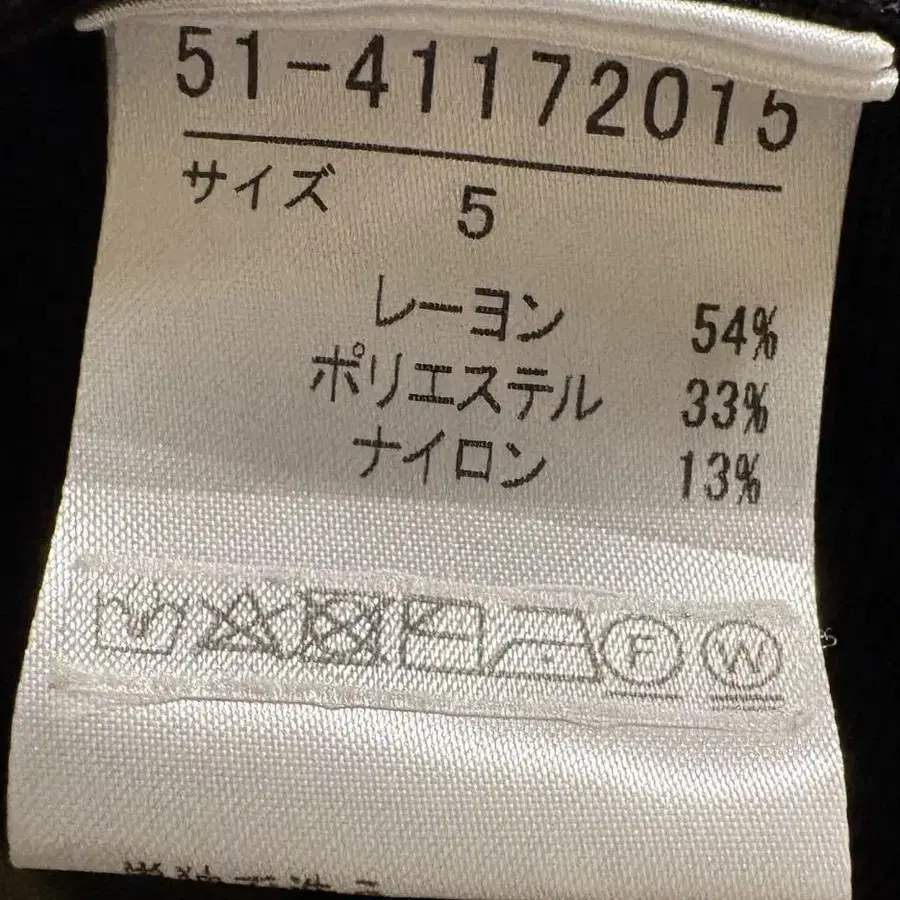 51-41172015
サイズ 5
レーヨン 54%
ポリエステル 33%
ナイロン 13%
F W